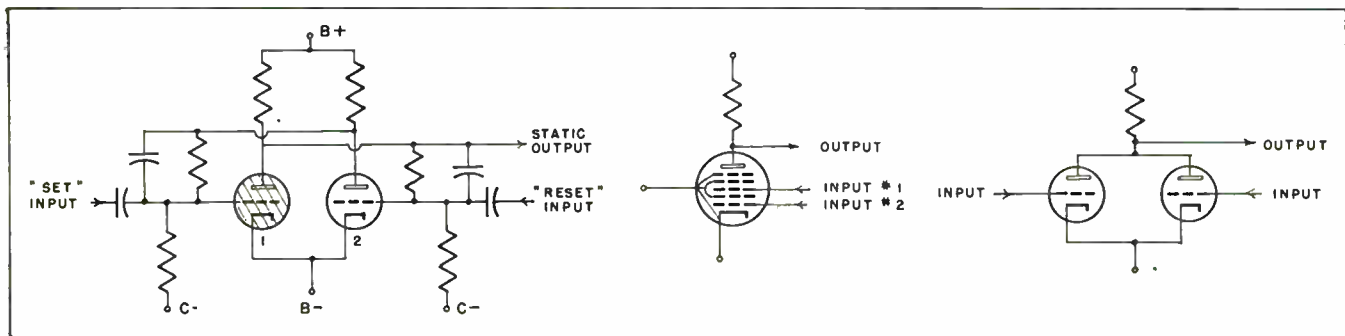 B+
STATIC
OUTPUT
"SET"
INPUT
"RESET"
INPUT
1
2
C-
B-
C-
OUTPUT
INPUT #1
INPUT #2
OUTPUT
INPUT
INPUT